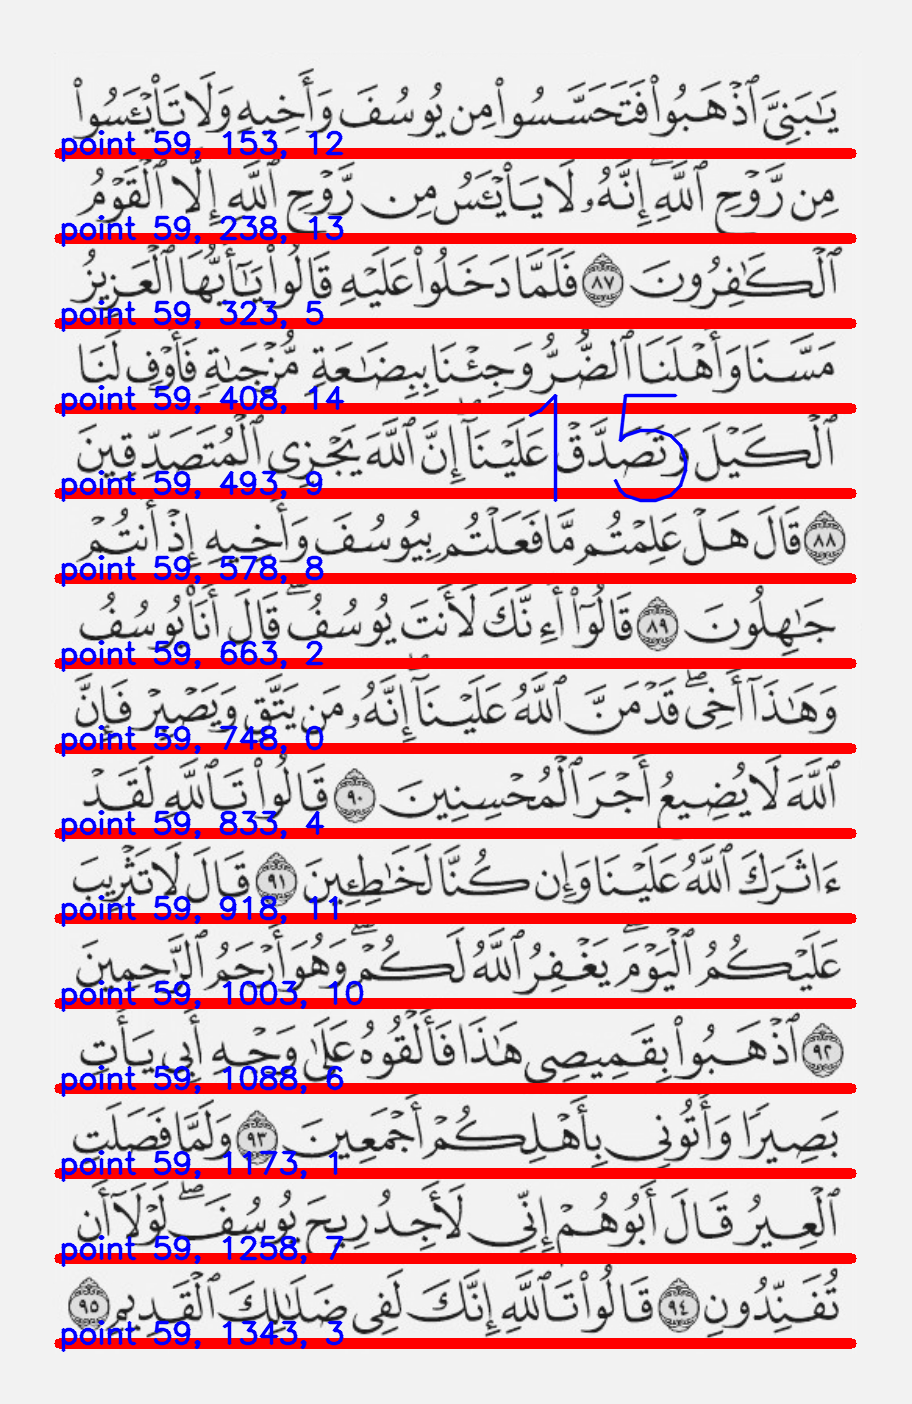 يَـٰبَنِىَّ ٱذْهَبُوا۟ فَتَحَسَّسُوا۟ مِن يُوسُفَ وَأَخِيهِ وَلَا تَا۟يْـَٔسُوا۟
point 59, 153, 12
مِن رَّوْحِ ٱللَّهِ ۖ إِنَّهُۥ لَا يَا۟يْـَٔسُ مِن رَّوْحِ ٱللَّهِ إِلَّا ٱلْقَوْمُ
point 59, 238, 13
ٱلْكَـٰفِرُونَ ٨٧ فَلَمَّا دَخَلُوا۟ عَلَيْهِ قَالُوا۟ يَـٰٓأَيُّهَا ٱلْعَزِيزُ
point 59, 323, 5
مَسَّنَا وَأَهْلَنَا ٱلضُّرُّ وَجِئْنَا بِبِضَـٰعَةٍ مُّزْجَىٰةٍ فَأَوْفِ لَنَا
point 59, 408, 14
15
ٱلْكَيْلَ وَتَصَدَّقْ عَلَيْنَآ ۖ إِنَّ ٱللَّهَ يَجْزِى ٱلْمُتَصَدِّقِينَ
point 59, 493, 9
٨٨ قَالَ هَلْ عَلِمْتُم مَّا فَعَلْتُم بِيُوسُفَ وَأَخِيهِ إِذْ أَنتُمْ
point 59, 578, 8
جَـٰهِلُونَ ٨٩ قَالُوٓا۟ أَءِنَّكَ لَأَنتَ يُوسُفُ ۖ قَالَ أَنَا۠ يُوسُفُ
point 59, 663, 2
وَهَـٰذَآ أَخِى ۖ قَدْ مَنَّ ٱللَّهُ عَلَيْنَآ ۖ إِنَّهُۥ مَن يَتَّقِ وَيَصْبِرْ فَإِنَّ
point 59, 748, 0
ٱللَّهَ لَا يُضِيعُ أَجْرَ ٱلْمُحْسِنِينَ ٩٠ قَالُوا۟ تَٱللَّهِ لَقَدْ
point 59, 833, 4
ءَاثَرَكَ ٱللَّهُ عَلَيْنَا وَإِن كُنَّا لَخَـٰطِـِٔينَ ٩١ قَالَ لَا تَثْرِيبَ
point 59, 918, 11
عَلَيْكُمُ ٱلْيَوْمَ ۖ يَغْفِرُ ٱللَّهُ لَكُمْ ۖ وَهُوَ أَرْحَمُ ٱلرَّٰحِمِينَ
point 59, 1003, 10
٩٢ ٱذْهَبُوا۟ بِقَمِيصِى هَـٰذَا فَأَلْقُوهُ عَلَىٰ وَجْهِ أَبِى يَأْتِ
point 59, 1088, 6
بَصِيرًا وَأْتُونِى بِأَهْلِكُمْ أَجْمَعِينَ ٩٣ وَلَمَّا فَصَلَتِ
point 59, 1173, 1
ٱلْعِيرُ قَالَ أَبُوهُمْ إِنِّى لَأَجِدُ رِيحَ يُوسُفَ ۖ لَوْلَآ أَن
point 59, 1258, 7
تُفَنِّدُونِ ٩٤ قَالُوا۟ تَٱللَّهِ إِنَّكَ لَفِى ضَلَـٰلِكَ ٱلْقَدِيمِ ٩٥
point 59, 1343, 3